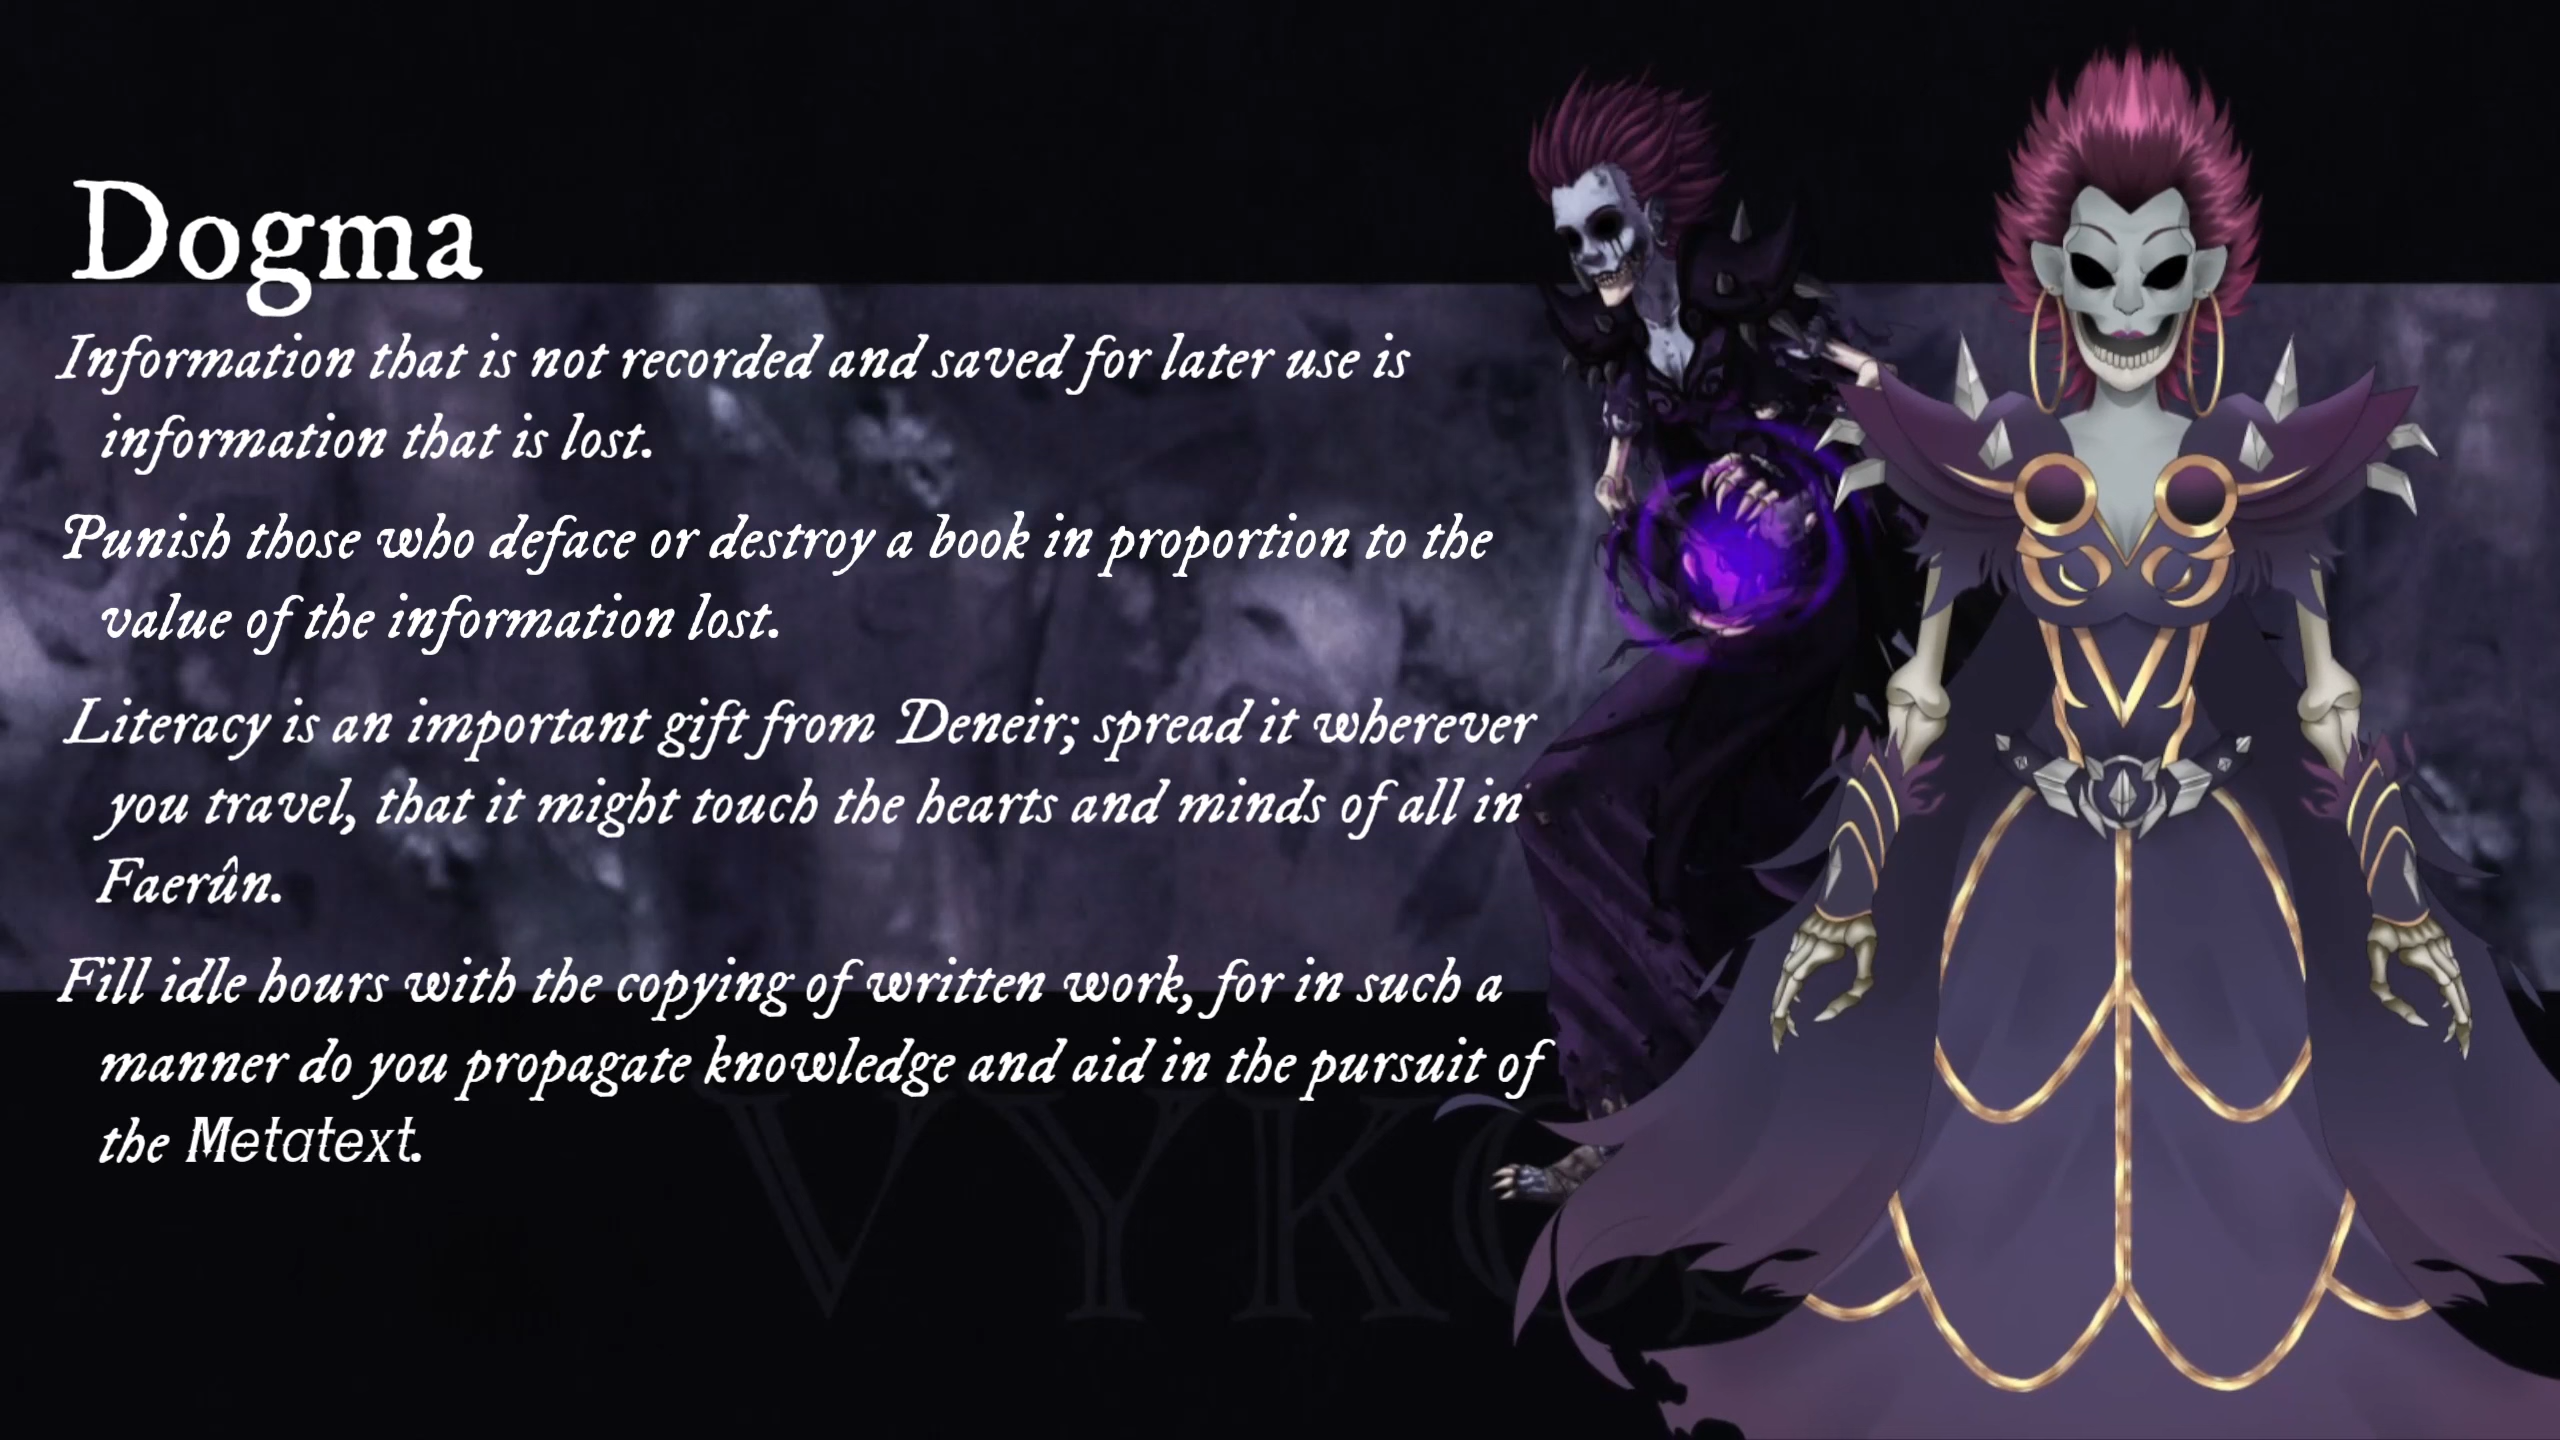 Dogma
Information that is not recorded and saved for later use is
information that is lost.
Punish those who deface or destroy a book in proportion to the
value of the information lost.
Literacy is an important gift from Deneir; spread it wherever
you travel, that it might touch the hearts and minds of all in
Faerûn.
Fill idle hours with the copying of written work, for in such a
manner do you propagate knowledge and aid in the pursuit of
the Metatext.